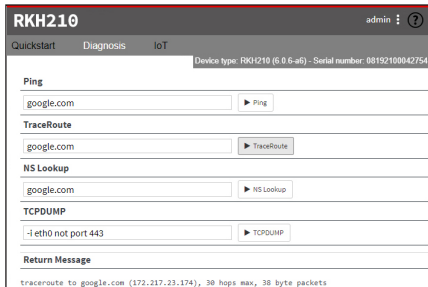 RKH210
admin
Quickstart Diagnosis IoT
Device type: RKH210 (6.0.6-a6) - Serial number: 08192100042754
Ping
google.com
Ping
TraceRoute
google.com
TraceRoute
NS Lookup
google.com
NS Lookup
TCPDUMP
-i eth0 not port 443
TCPDUMP
Return Message
traceroute to google.com (172.217.23.174), 30 hops max, 38 byte packets